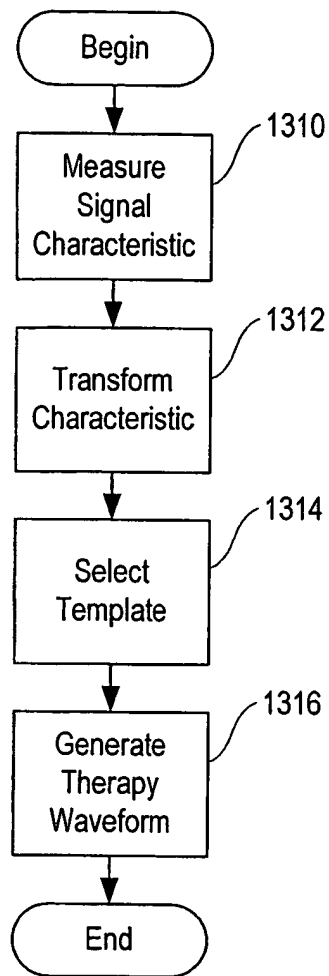 Begin
1310
Measure
Signal
Characteristic
1312
Transform
Characteristic
1314
Select
Template
1316
Generate
Therapy
Waveform
End